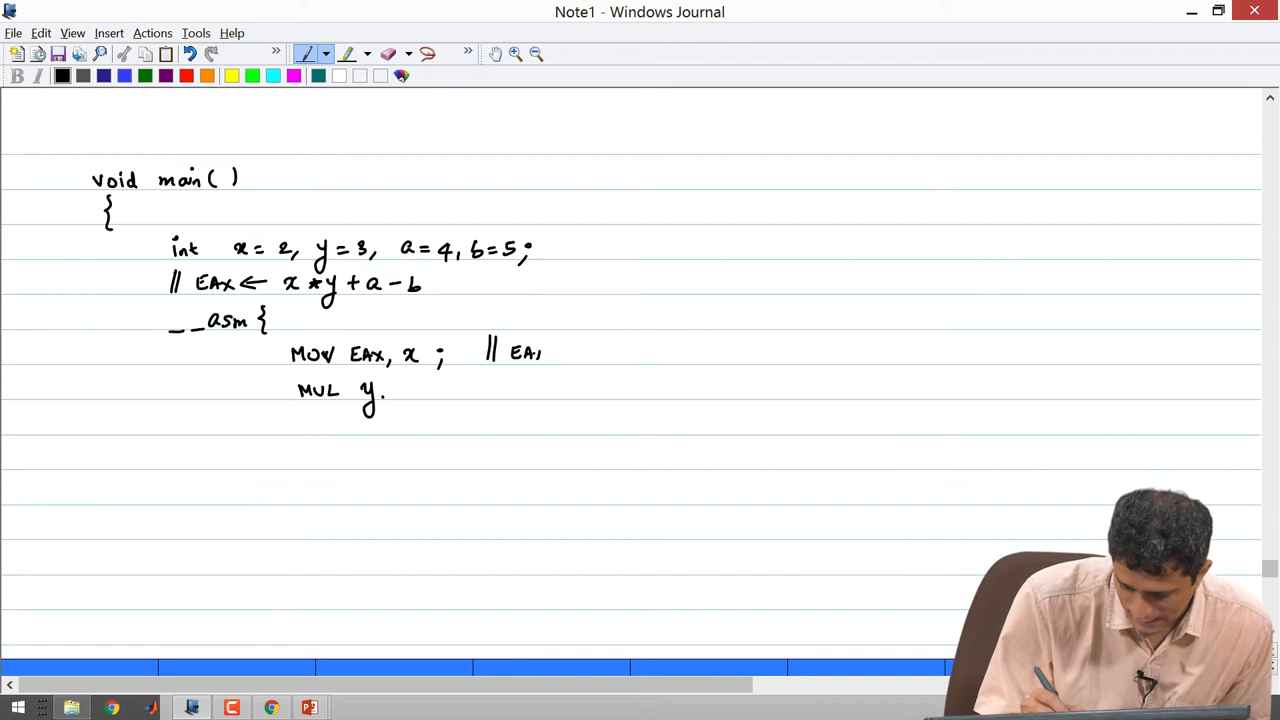 Note1 - Windows Journal
File Edit View Insert Actions Tools Help
B I
void main( )
{
int x = 2, y = 3, a = 4, b = 5;
// EAX ← x * y + a - b
__asm {
MOV EAX, x ; // EA,
MUL y.